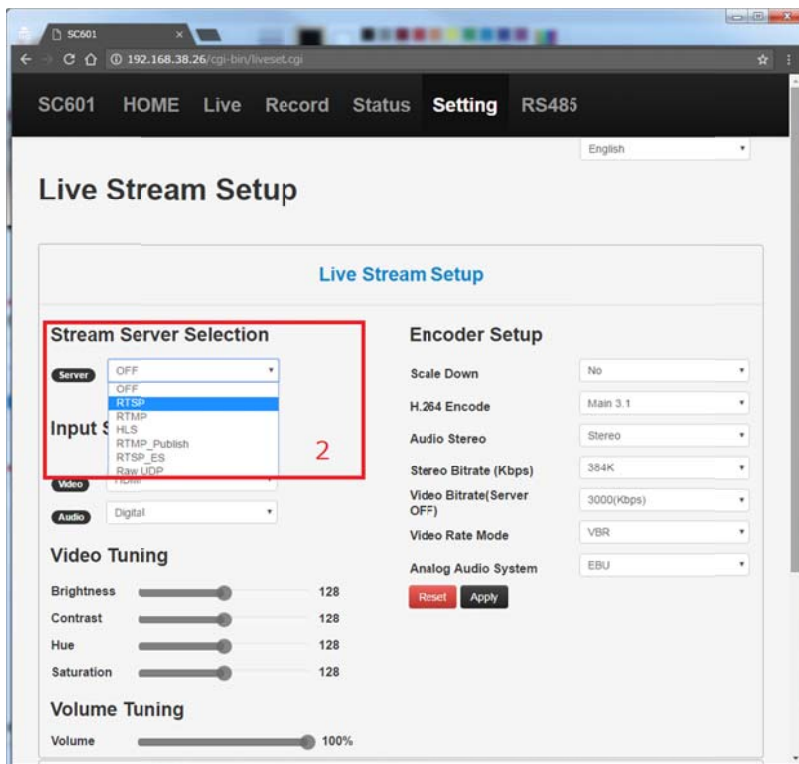 SC601
192.168.38.26/cgi-bin/liveset.cgi
SC601 HOME Live Record Status Setting RS485
English
Live Stream Setup
Live Stream Setup
Stream Server Selection
Server OFF
OFF
RTSP
RTMP
HLS
RTMP_Publish
RTSP_ES
Raw UDP
2
Input S
Video HDMI
Audio Digital
Video Tuning
Brightness 128
Contrast 128
Hue 128
Saturation 128
Volume Tuning
Volume 100%
Encoder Setup
Scale Down No
H.264 Encode Main 3.1
Audio Stereo Stereo
Stereo Bitrate (Kbps) 384K
Video Bitrate(Server
OFF) 3000(Kbps)
Video Rate Mode VBR
Analog Audio System EBU
Reset Apply